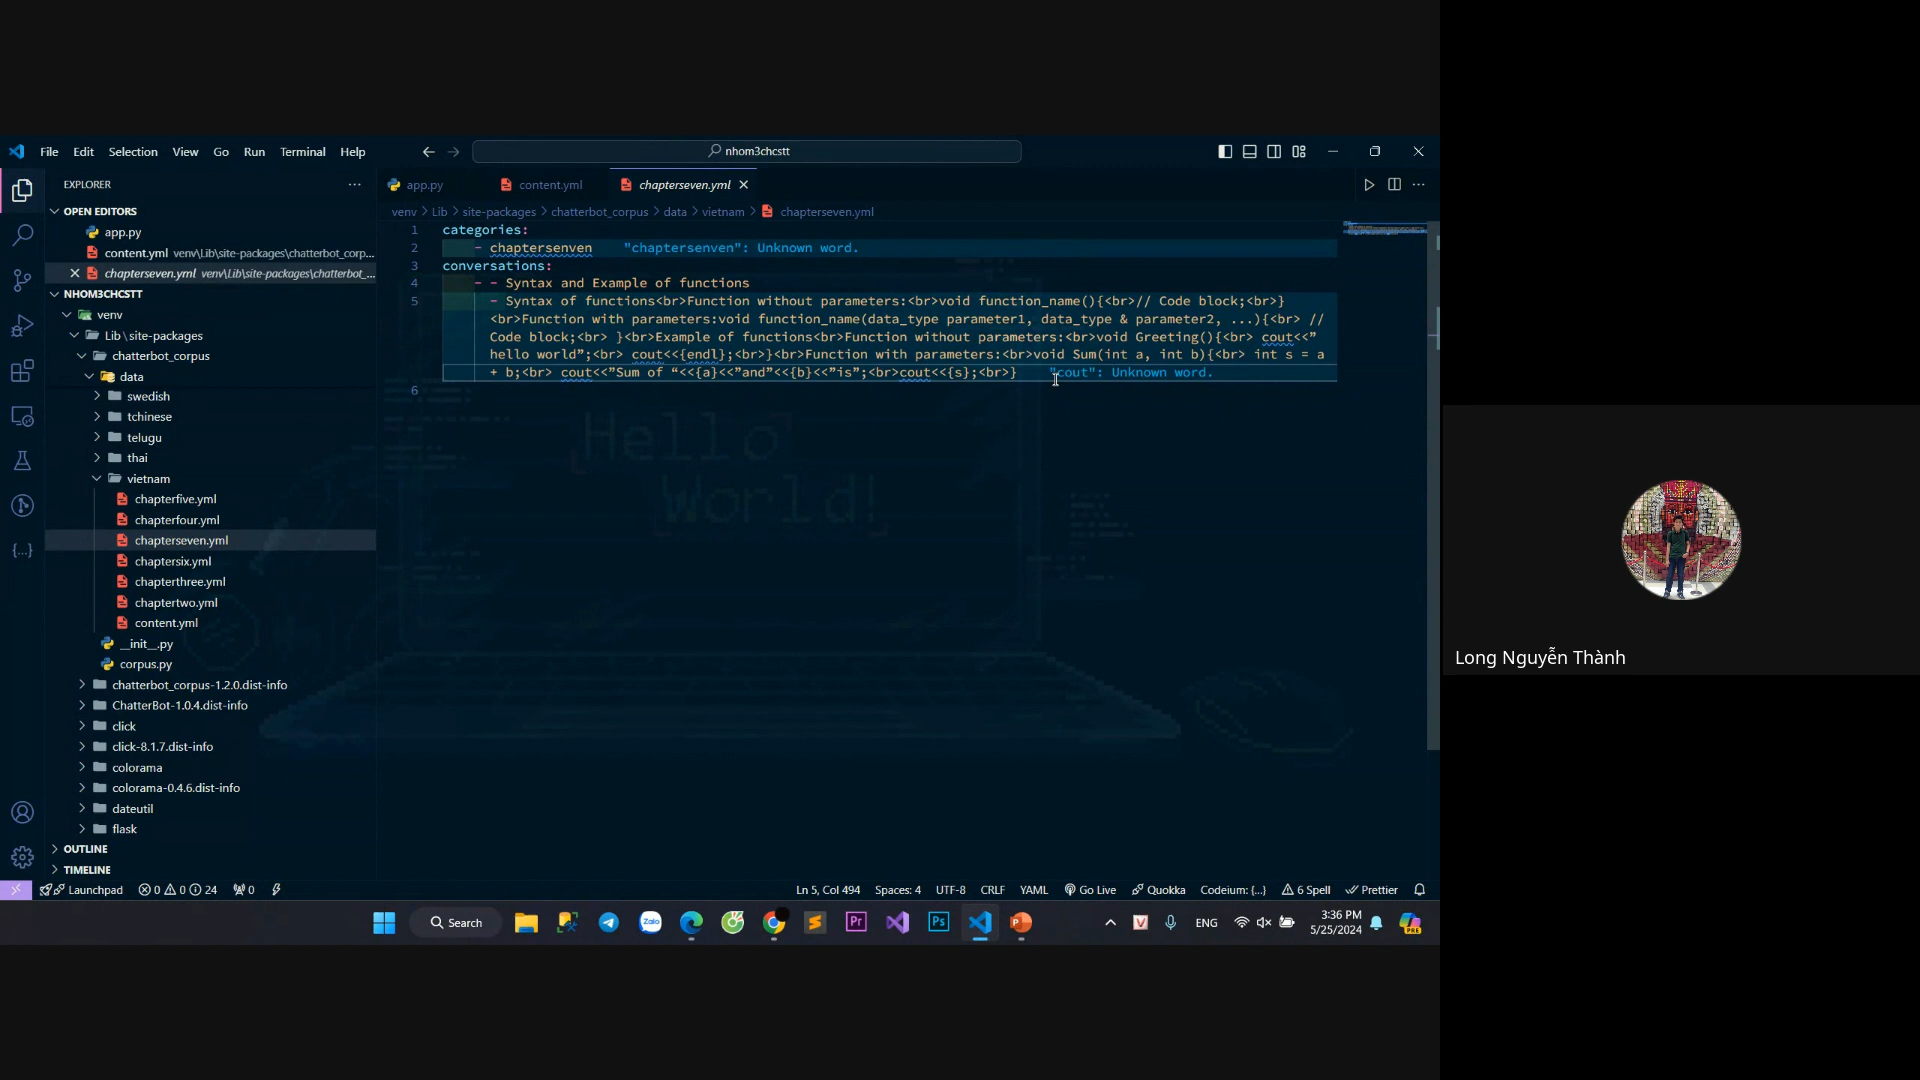 File Edit Selection View Go Run Terminal Help
nhom3chcstt
EXPLORER
OPEN EDITORS
app.py
content.yml venv\Lib\site-packages\chatterbot_corp...
chapterseven.yml venv\Lib\site-packages\chatterbot_...
NHOM3CHCSTT
venv
Lib\site-packages
chatterbot_corpus
data
swedish
tchinese
telugu
thai
vietnam
chapterfive.yml
chapterfour.yml
chapterseven.yml
chaptersix.yml
chapterthree.yml
chaptertwo.yml
content.yml
__init__.py
corpus.py
chatterbot_corpus-1.2.0.dist-info
ChatterBot-1.0.4.dist-info
click
click-8.1.7.dist-info
colorama
colorama-0.4.6.dist-info
dateutil
flask
OUTLINE
TIMELINE
app.py content.yml chapterseven.yml
venv > Lib > site-packages > chatterbot_corpus > data > vietnam > chapterseven.yml
1 categories:
2 - chaptersenven "chaptersenven": Unknown word.
3 conversations:
4 - - Syntax and Example of functions
5 - Syntax of functions<br>Function without parameters:<br>void function_name(){<br>// Code block;<br>}
<br>Function with parameters:void function_name(data_type parameter1, data_type & parameter2, ...){<br> //
Code block;<br> }<br>Example of functions<br>Function without parameters:<br>void Greeting(){<br> cout<<”
hello world”;<br> cout<<{endl};<br>}<br>Function with parameters:<br>void Sum(int a, int b){<br> int s = a
+ b;<br> cout<<”Sum of “<<{a}<<”and”<<{b}<<”is”;<br>cout<<{s};<br>} "cout": Unknown word.
6
Hello
World!
Launchpad 0 0 24 0 Ln 5, Col 494 Spaces: 4 UTF-8 CRLF YAML Go Live Quokka Codeium: {...} 6 Spell Prettier
Search
Zalo
Pr
Ps
P
V
ENG
3:36 PM
5/25/2024
PRE
Long Nguyễn Thành